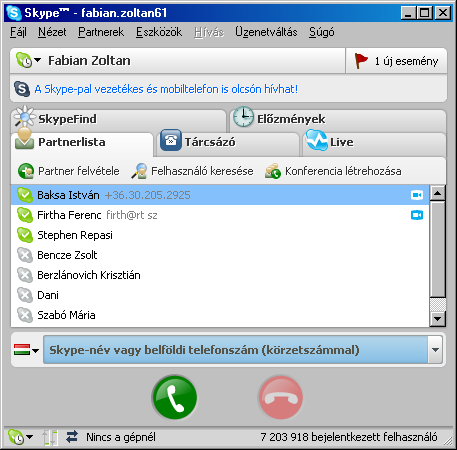 Skype™ - fabian.zoltan61
Fájl Nézet Partnerek Eszközök Hívás Üzenetváltás Súgó
Fabian Zoltan 1 új esemény
A Skype-pal vezetékes és mobiltelefon is olcsón hívhat!
SkypeFind Előzmények
Partnerlista Tárcsázó Live
Partner felvétele Felhasználó keresése Konferencia létrehozása
Baksa István +36.30.205.2925
Firtha Ferenc firth@rt sz
Stephen Repasi
Bencze Zsolt
Berzlánovich Krisztián
Dani
Szabó Mária
Skype-név vagy belföldi telefonszám (körzetszámmal)
Nincs a gépnél 7 203 918 bejelentkezett felhasználó